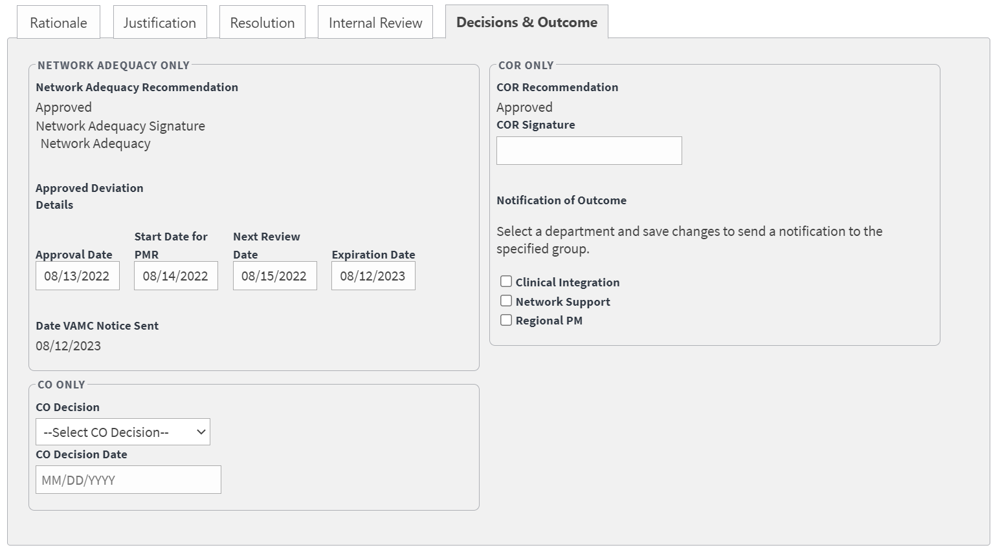 Rationale
Justification
Resolution
Internal Review
Decisions & Outcome
NETWORK ADEQUACY ONLY
Network Adequacy Recommendation
Approved
Network Adequacy Signature
Network Adequacy
Approved Deviation
Details
Approval Date
Start Date for
PMR
Next Review
Date
Expiration Date
08/13/2022
08/14/2022
08/15/2022
08/12/2023
Date VAMC Notice Sent
08/12/2023
CO ONLY
CO Decision
--Select CO Decision--
CO Decision Date
MM/DD/YYYY
COR ONLY
COR Recommendation
Approved
COR Signature
Notification of Outcome
Select a department and save changes to send a notification to the
specified group.
Clinical Integration
Network Support
Regional PM